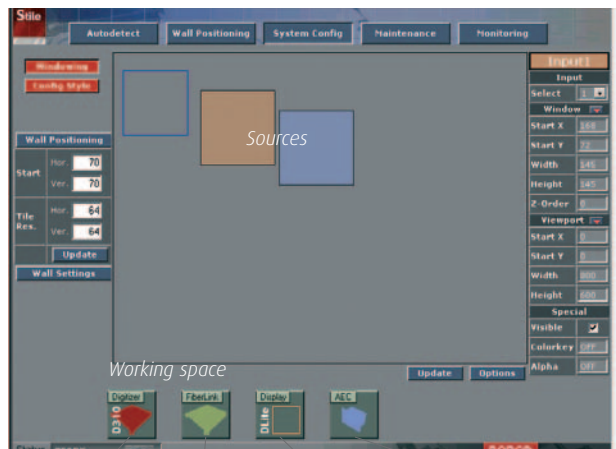 Stile
Autodetect
Wall Positioning
System Config
Maintenance
Monitoring
Windowing
Config Style
Wall Positioning
Start
Hor. 70
Ver. 70
Tile Res.
Hor. 64
Ver. 64
Update
Wall Settings
Sources
Working space
Update
Options
Input1
Input
Select 1
Window
Start X 166
Start Y 72
Width 145
Height 145
Z-Order 0
Viewport
Start X 0
Start Y 0
Width 800
Height 600
Special
Visible
Colorkey OFF
Alpha OFF
Digitizer
D310
FiberLink
Display
DLite
AEC
Status